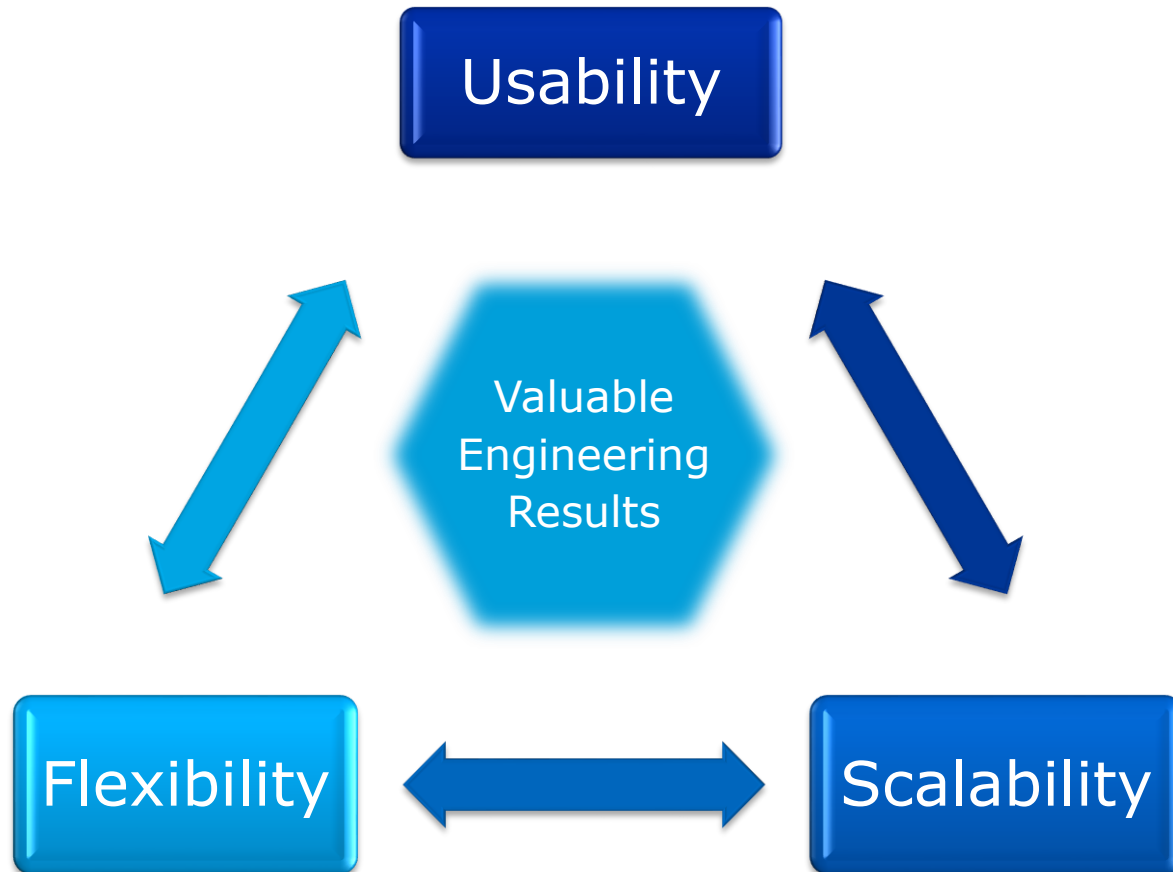 Usability
Valuable
Engineering
Results
Flexibility
Scalability